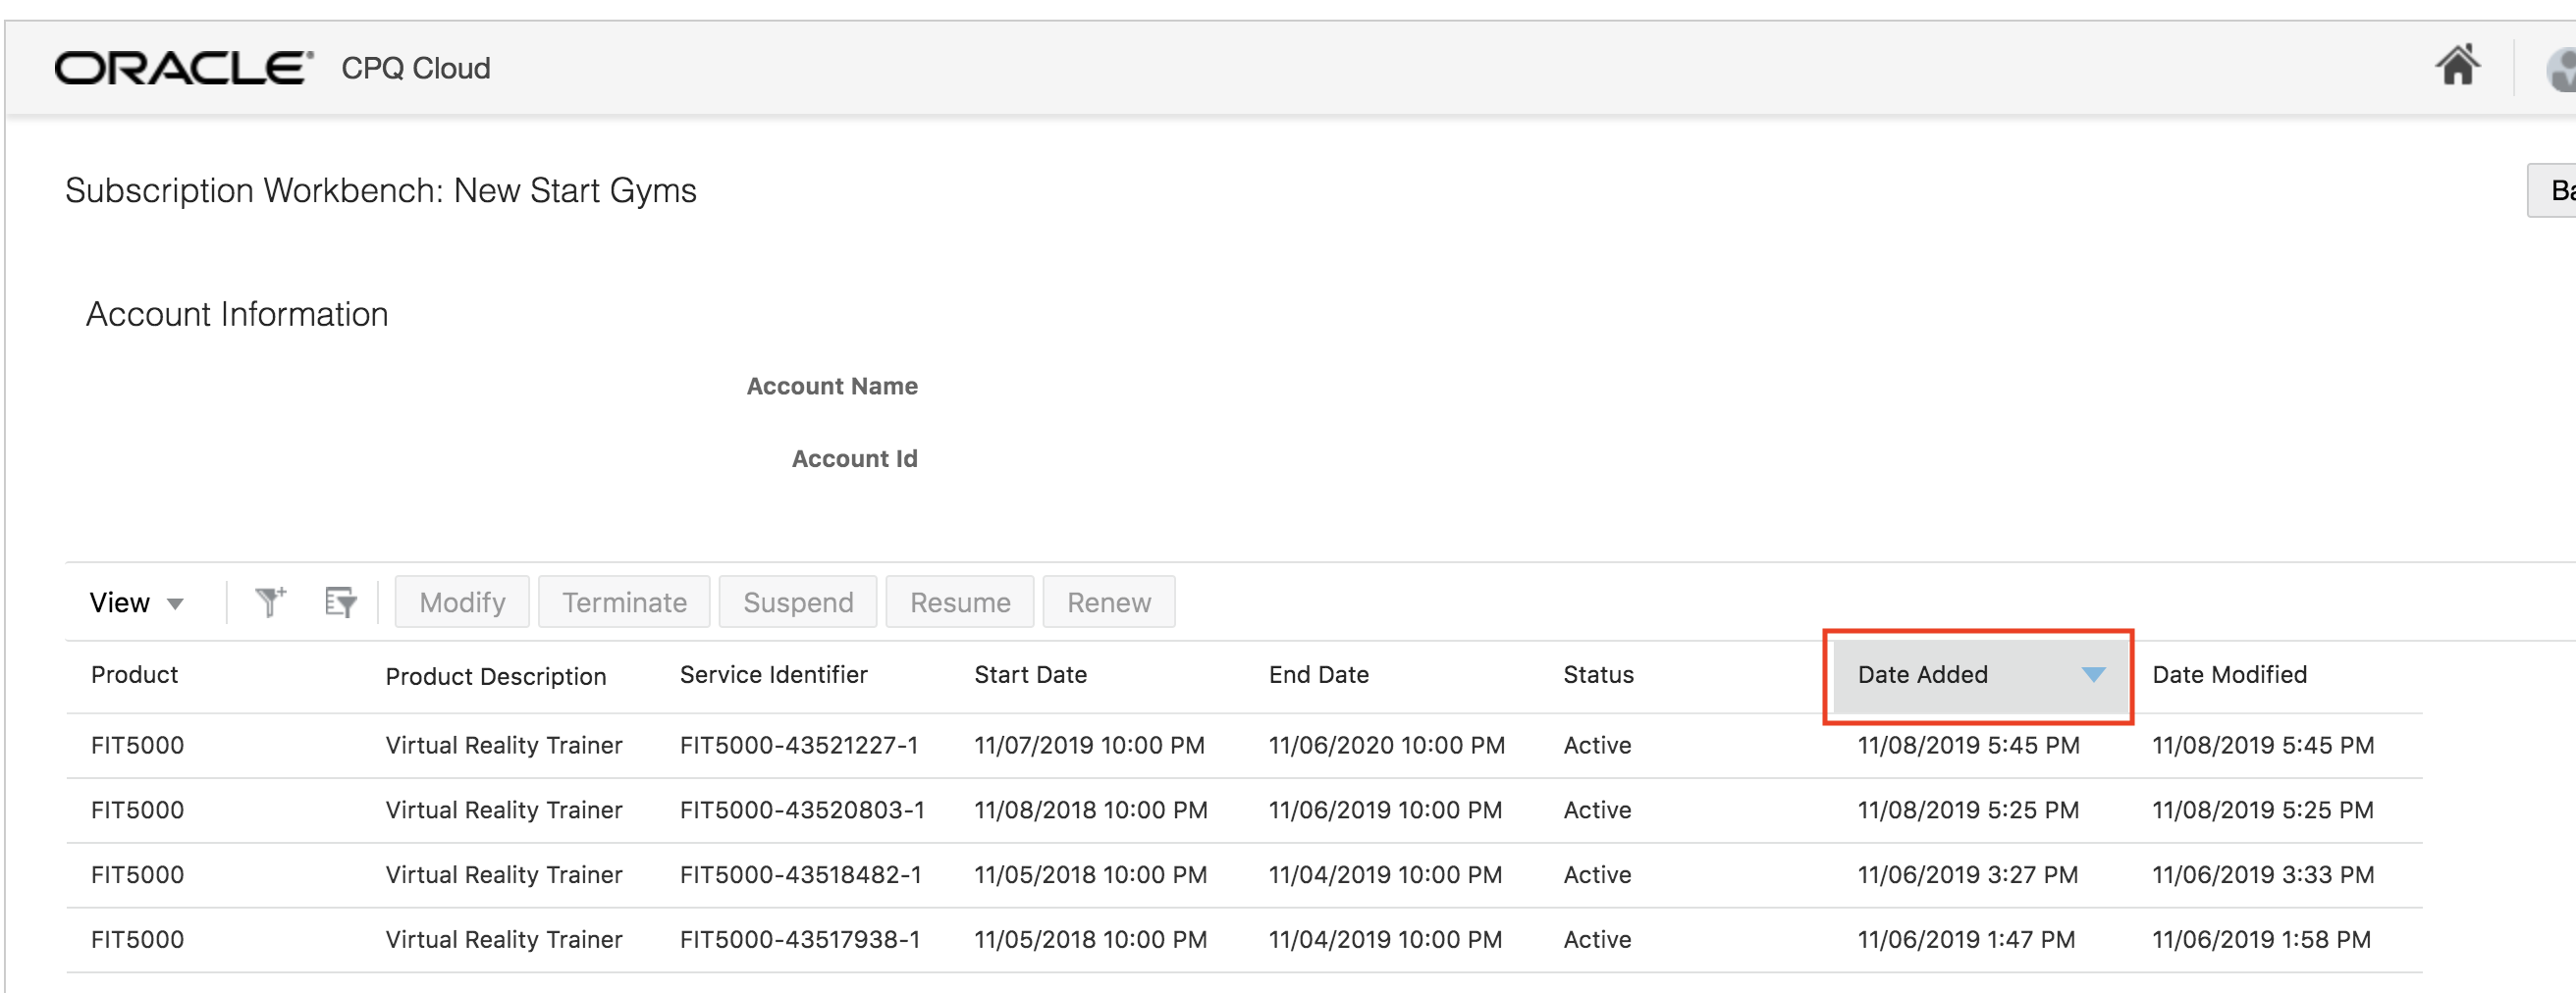 ORACLE® CPQ Cloud
Subscription Workbench: New Start Gyms
Account Information
Account Name
Account Id
View Modify Terminate Suspend Resume Renew
Product Product Description Service Identifier Start Date End Date Status Date Added Date Modified
FIT5000 Virtual Reality Trainer FIT5000-43521227-1 11/07/2019 10:00 PM 11/06/2020 10:00 PM Active 11/08/2019 5:45 PM 11/08/2019 5:45 PM
FIT5000 Virtual Reality Trainer FIT5000-43520803-1 11/08/2018 10:00 PM 11/06/2019 10:00 PM Active 11/08/2019 5:25 PM 11/08/2019 5:25 PM
FIT5000 Virtual Reality Trainer FIT5000-43518482-1 11/05/2018 10:00 PM 11/04/2019 10:00 PM Active 11/06/2019 3:27 PM 11/06/2019 3:33 PM
FIT5000 Virtual Reality Trainer FIT5000-43517938-1 11/05/2018 10:00 PM 11/04/2019 10:00 PM Active 11/06/2019 1:47 PM 11/06/2019 1:58 PM